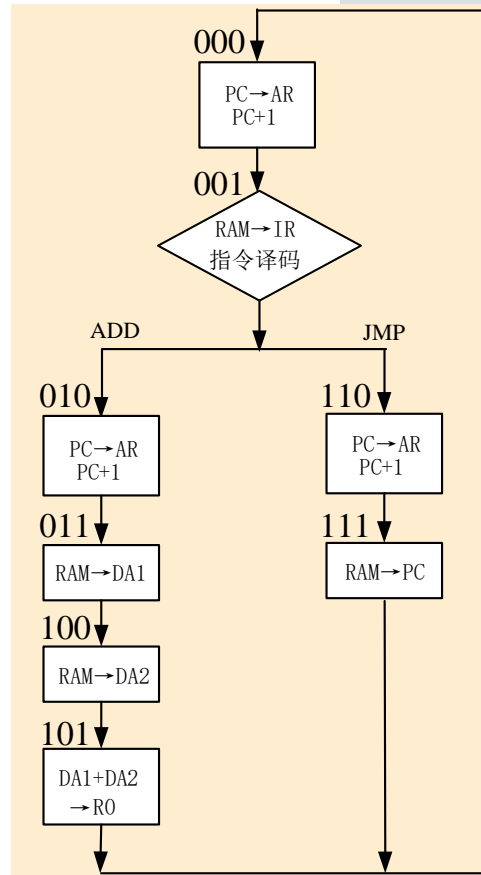 000
PC→AR
PC+1
001
RAM→IR
指令译码
ADD
JMP
010
PC→AR
PC+1
011
RAM→DA1
100
RAM→DA2
101
DA1+DA2
→R0
110
PC→AR
PC+1
111
RAM→PC